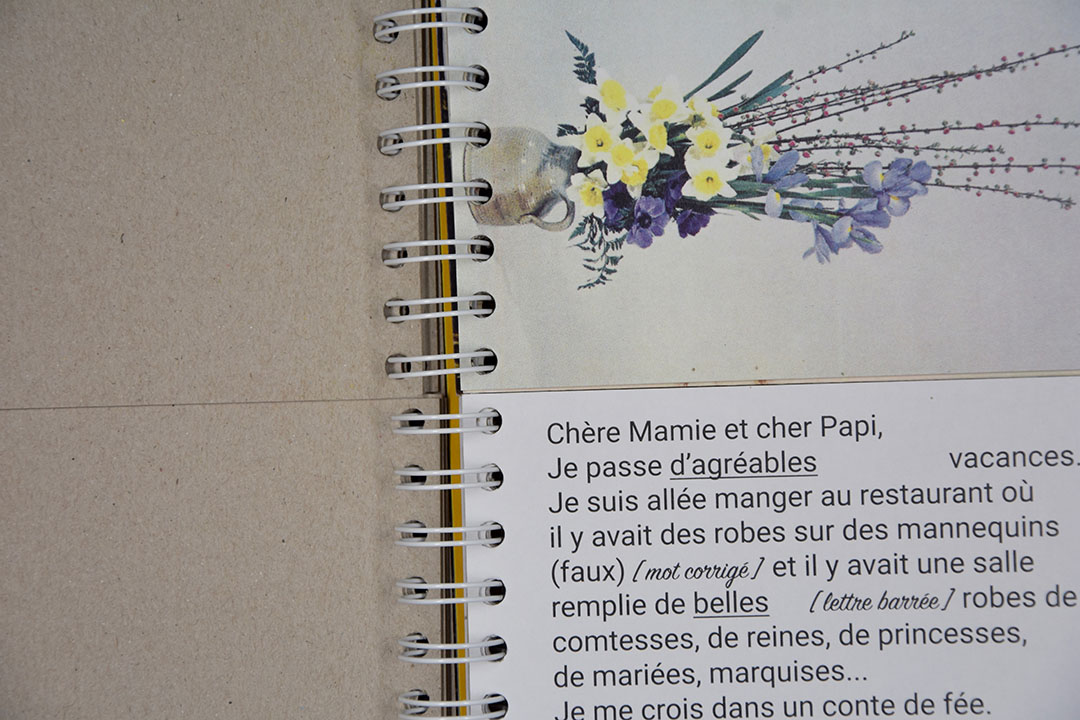 Chère Mamie et cher Papi,
Je passe d’agréables vacances.
Je suis allée manger au restaurant où
il y avait des robes sur des mannequins
(faux) [mot corrigé] et il y avait une salle
remplie de belles [lettre barrée] robes de
comtesses, de reines, de princesses,
de mariées, marquises...
Je me crois dans un conte de fée.